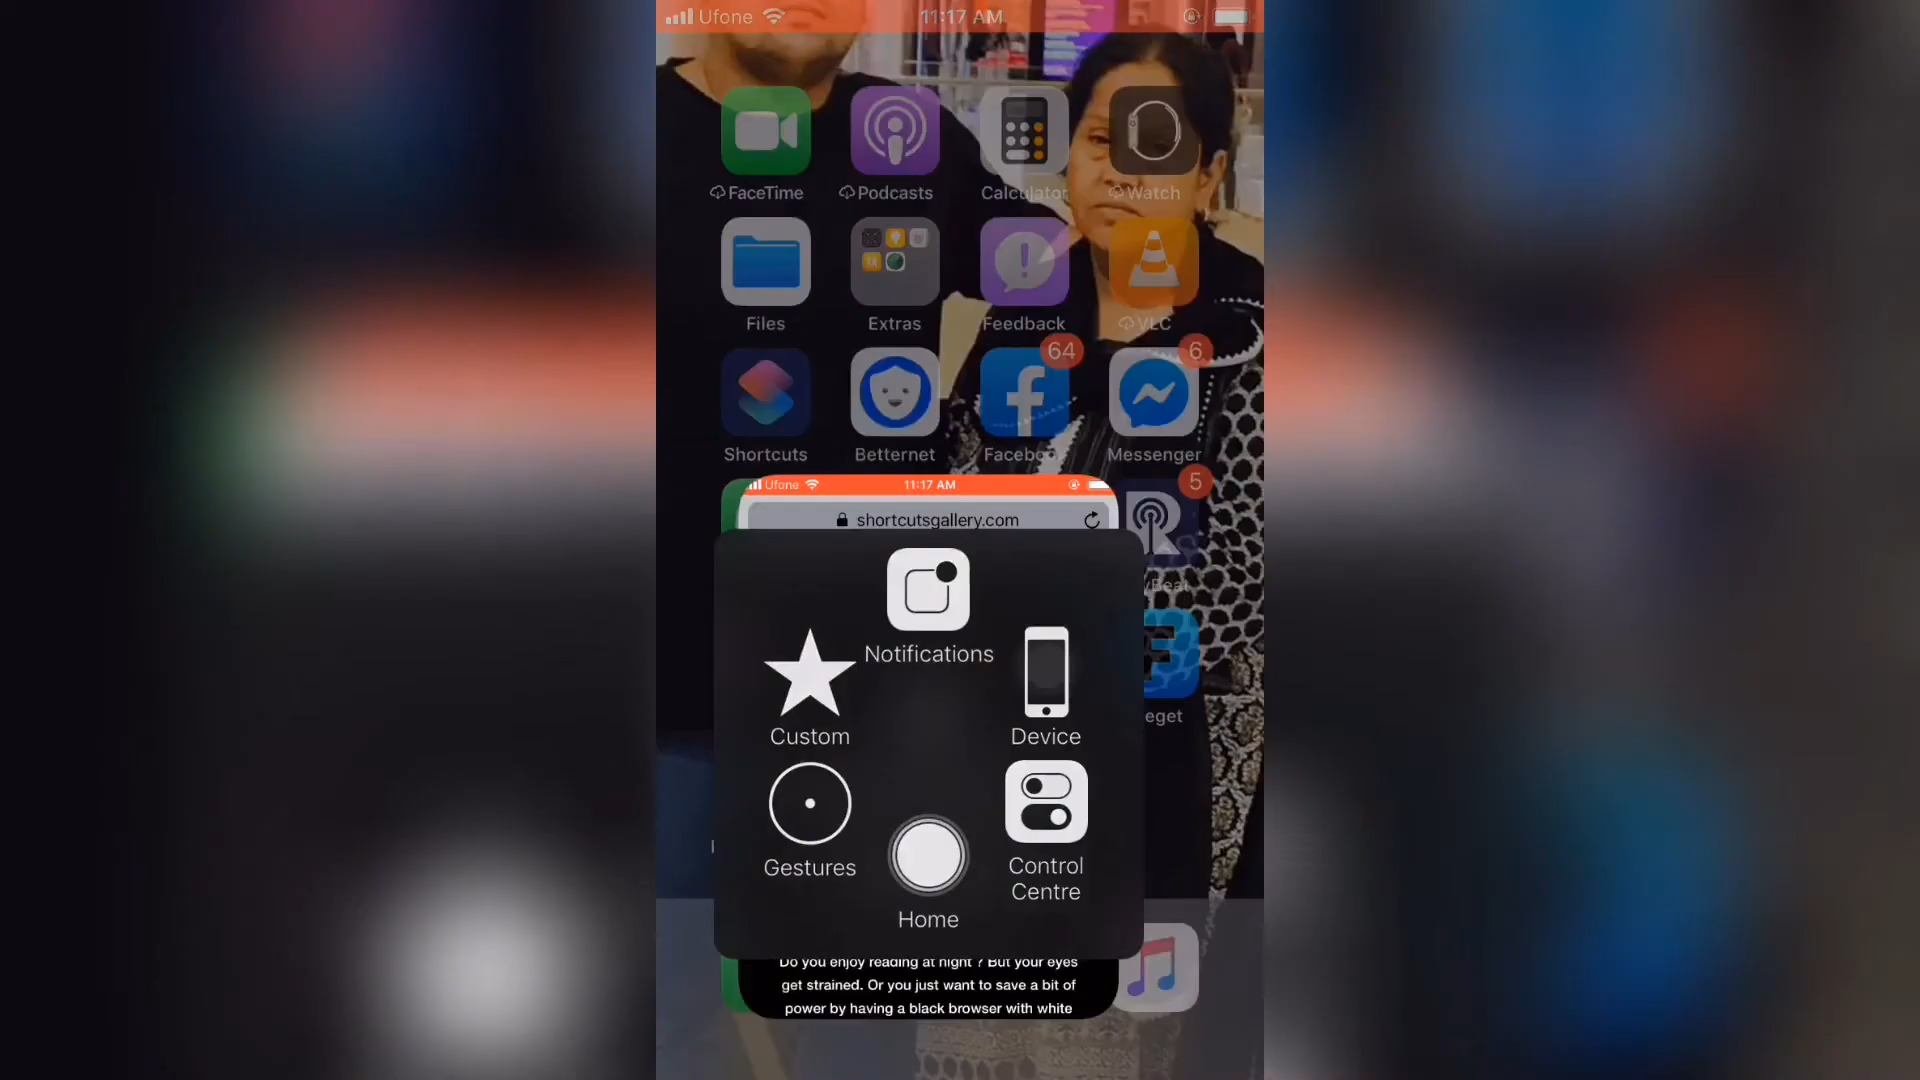 Ufone 11:17 AM
FaceTime Podcasts Calculator Watch
Files Extras Feedback VLC
64 6
Shortcuts Betternet Facebook Messenger
5
Ufone 11:17 AM
shortcutsgallery.com
Notifications
Custom Device
eget
Gestures Control
Centre
Home
Do you enjoy reading at night ? But your eyes
get strained. Or you just want to save a bit of
power by having a black browser with white